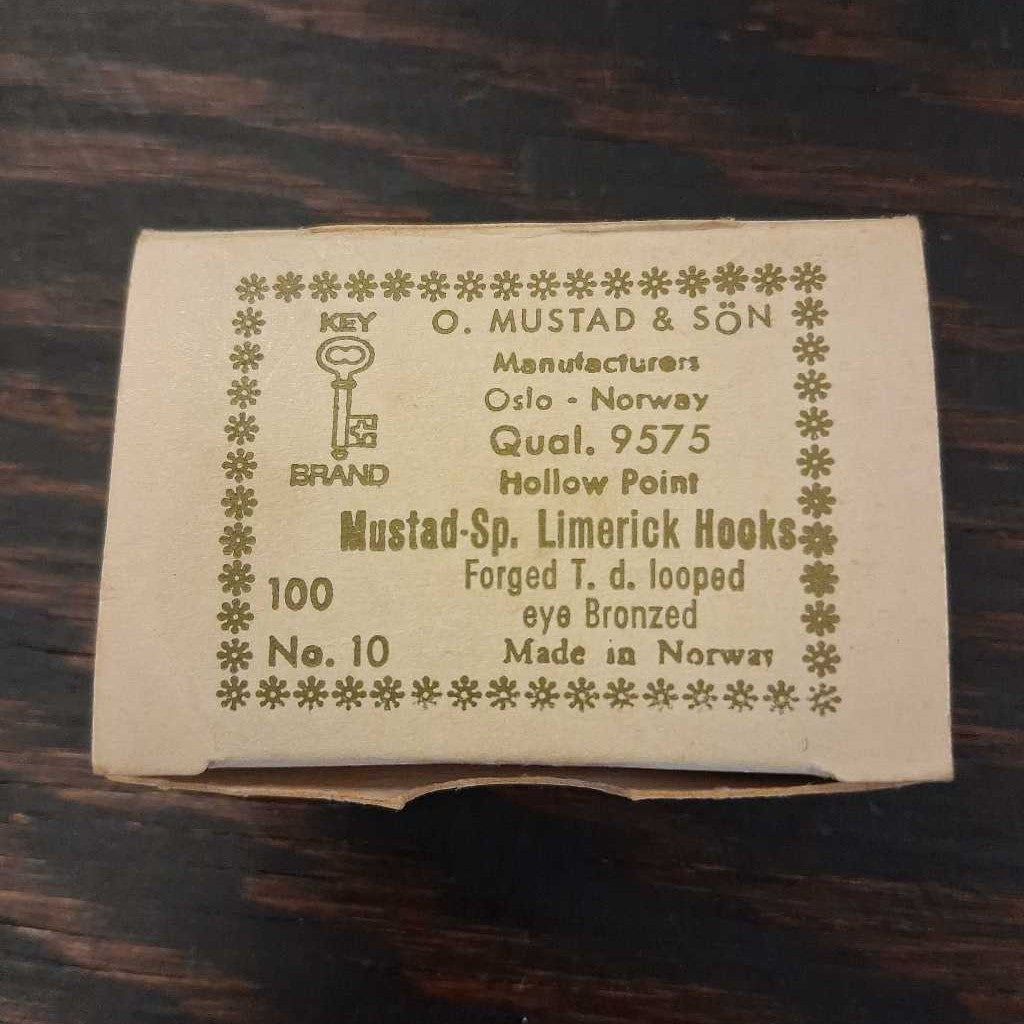 KEY
BRAND
O. MUSTAD & SÖN
Manufacturers
Oslo - Norway
Qual. 9575
Hollow Point
Mustad-Sp. Limerick Hooks
Forged T. d. looped
eye Bronzed
100
No. 10
Made in Norway